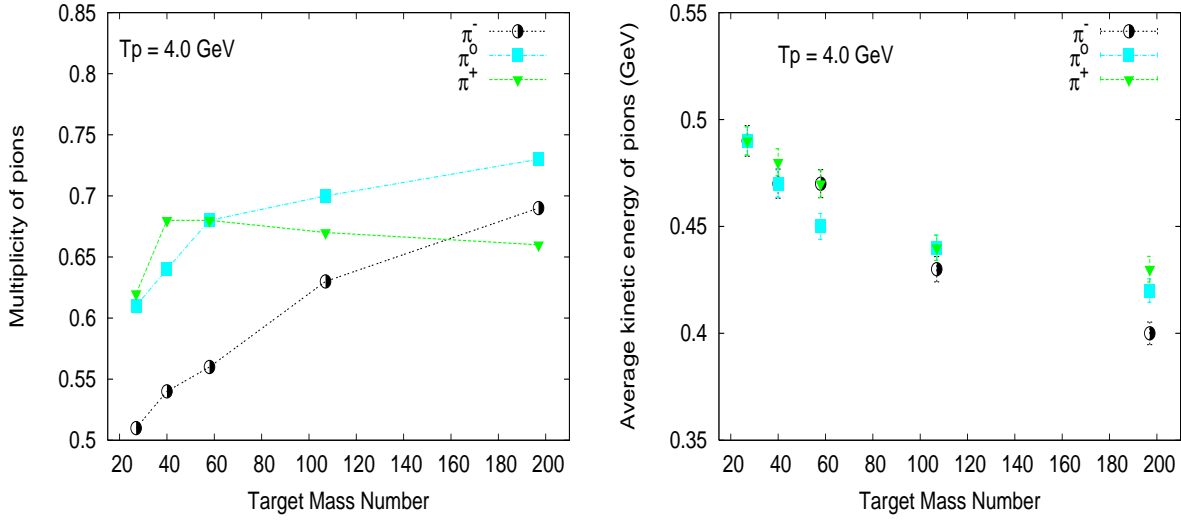 Multiplicity of pions
0.85
0.8
0.75
0.7
0.65
0.6
0.55
0.5
Tp = 4.0 GeV
π-
πo
π+
20 40 60 80 100 120 140 160 180 200
Target Mass Number
Average kinetic energy of pions (GeV)
0.55
0.5
0.45
0.4
0.35
Tp = 4.0 GeV
π-
πo
π+
20 40 60 80 100 120 140 160 180 200
Target Mass Number